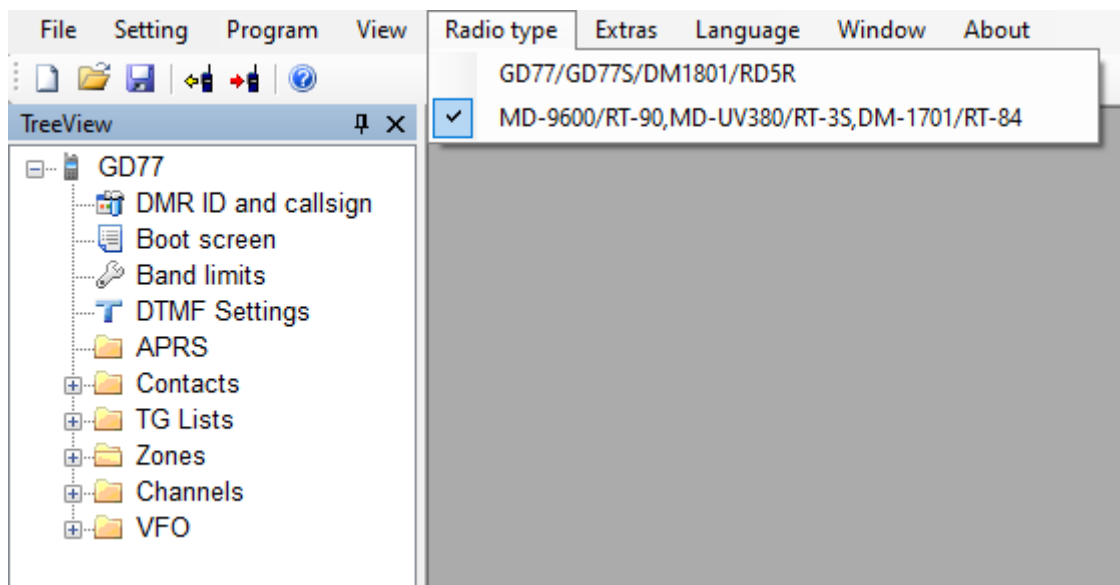 File Setting Program View Radio type Extras Language Window About
GD77/GD77S/DM1801/RD5R
MD-9600/RT-90,MD-UV380/RT-3S,DM-1701/RT-84
TreeView
GD77
DMR ID and callsign
Boot screen
Band limits
DTMF Settings
APRS
Contacts
TG Lists
Zones
Channels
VFO